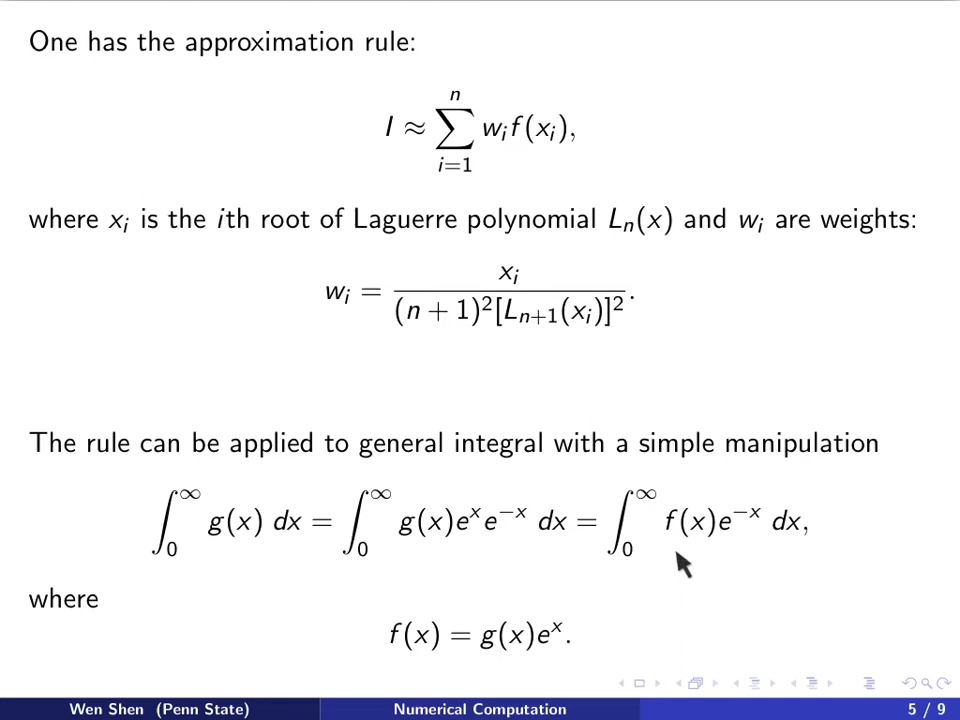 One has the approximation rule:
I ≈ ∑_{i=1}^{n} w_i f(x_i),
where x_i is the ith root of Laguerre polynomial L_n(x) and w_i are weights:
w_i = x_i / ((n + 1)²[L_{n+1}(x_i)]²).
The rule can be applied to general integral with a simple manipulation
∫_0^∞ g(x) dx = ∫_0^∞ g(x)e^x e^{−x} dx = ∫_0^∞ f(x)e^{−x} dx,
where
f(x) = g(x)e^x.
Wen Shen (Penn State) Numerical Computation 5 / 9